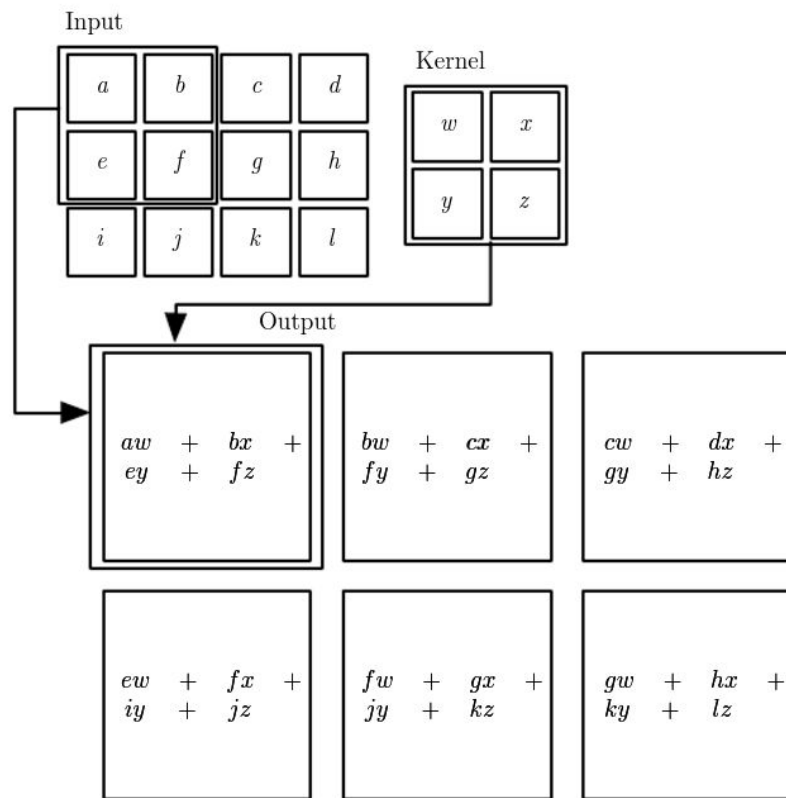 Input
a b c d
Kernel
w x
e f g h
y z
i j k l
Output
aw + bx +
ey + fz
bw + cx +
fy + gz
cw + dx +
gy + hz
ew + fx +
iy + jz
fw + gx +
jy + kz
gw + hx +
ky + lz